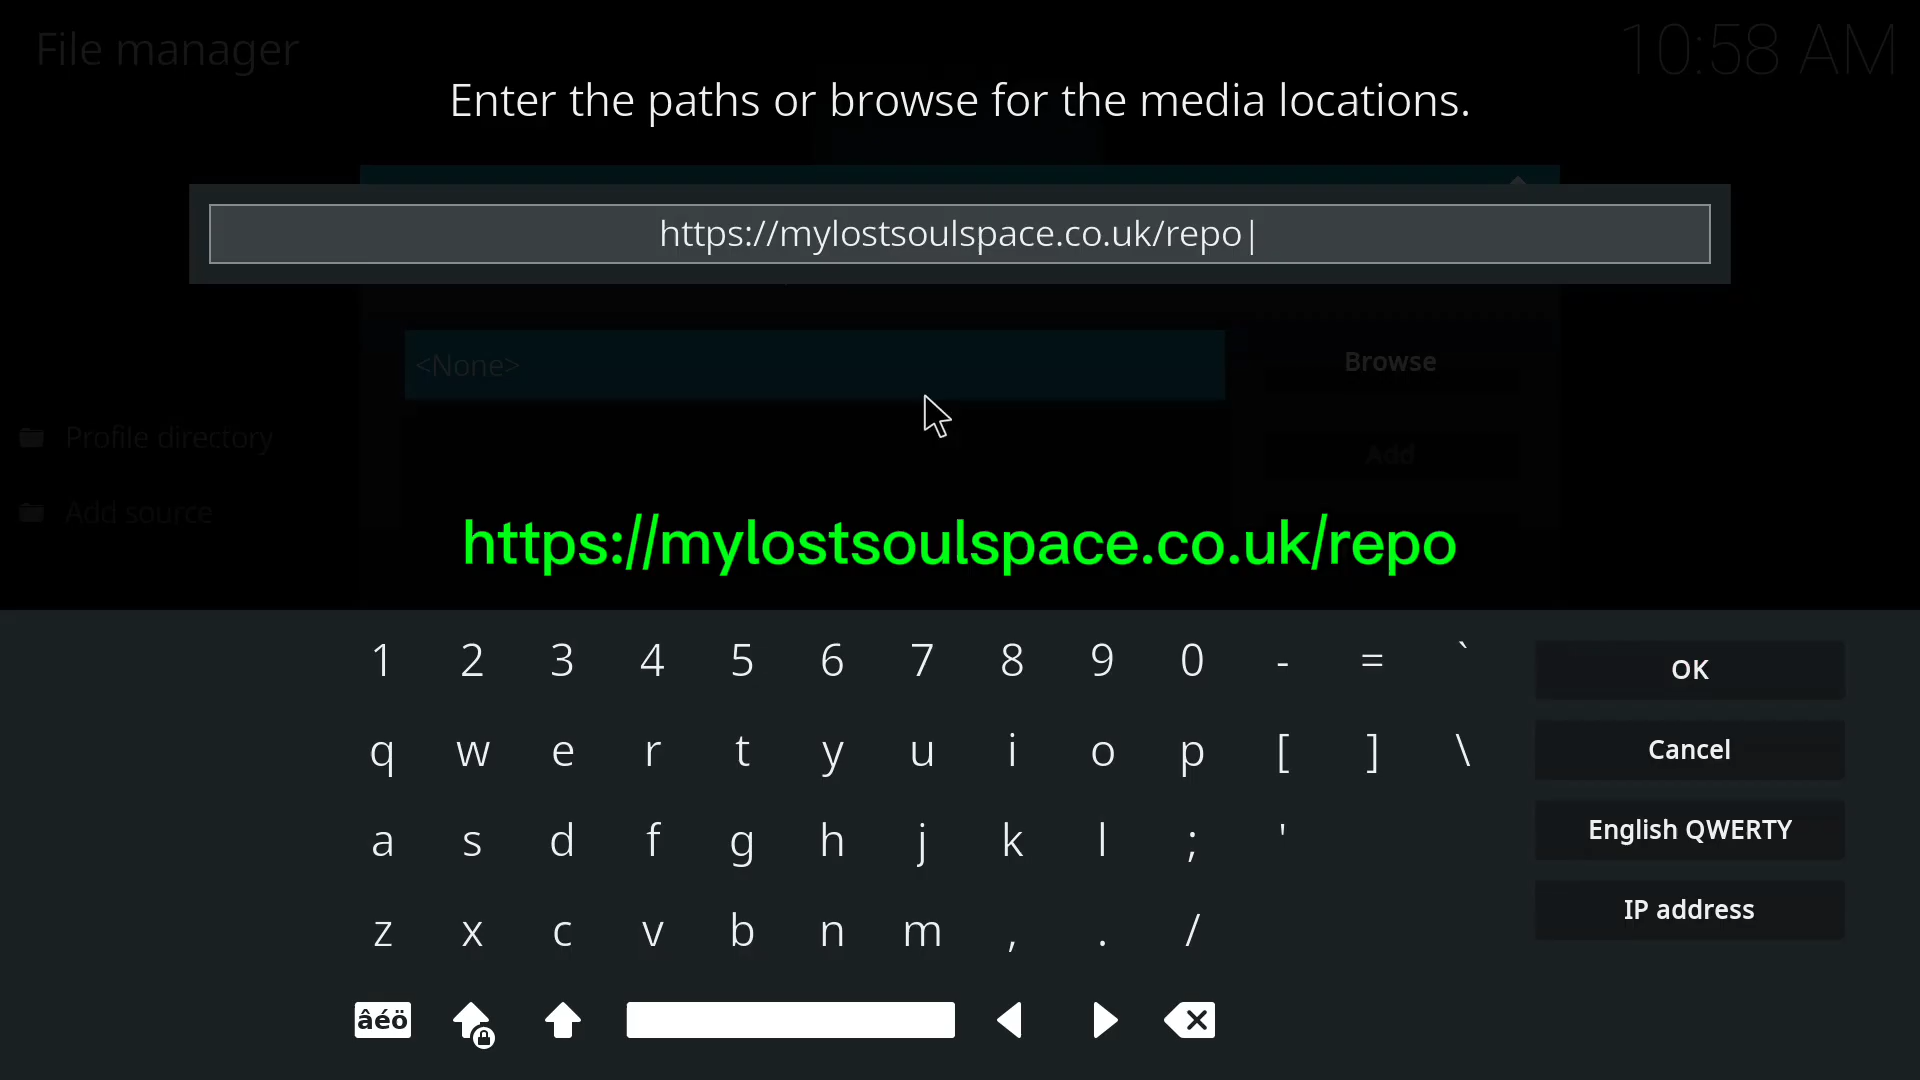 File manager
10:58 AM
Enter the paths or browse for the media locations.
https://mylostsoulspace.co.uk/repo
<None>
Browse
Profile directory
Add
Add source
https://mylostsoulspace.co.uk/repo
1 2 3 4 5 6 7 8 9 0 - = `
OK
q w e r t y u i o p [ ] \
Cancel
a s d f g h j k l ; '
English QWERTY
z x c v b n m , . /
IP address
âéö